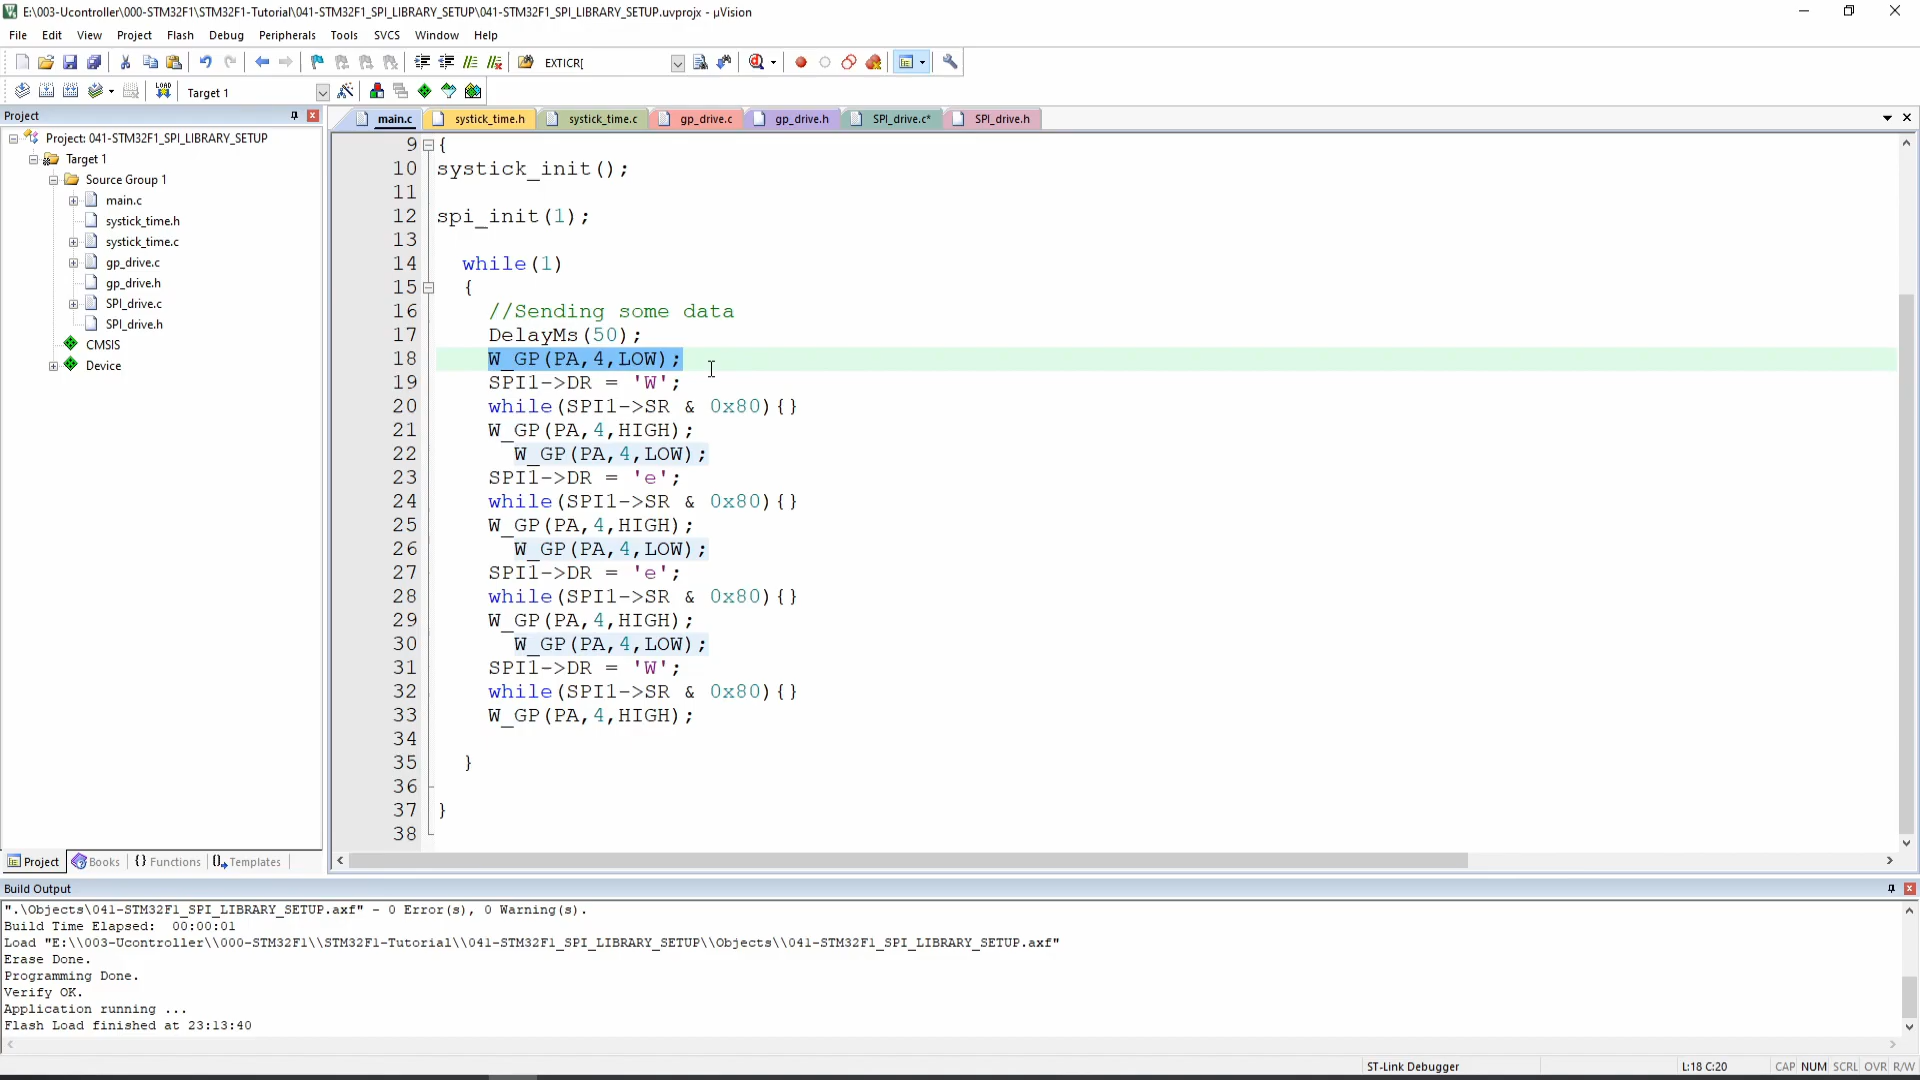 E:\003-Ucontroller\000-STM32F1\STM32F1-Tutorial\041-STM32F1_SPI_LIBRARY_SETUP\041-STM32F1_SPI_LIBRARY_SETUP.uvprojx - µVision
File Edit View Project Flash Debug Peripherals Tools SVCS Window Help
EXTICR[
LOAD Target 1
Project
main.c systick_time.h systick_time.c gp_drive.c gp_drive.h SPI_drive.c* SPI_drive.h
Project: 041-STM32F1_SPI_LIBRARY_SETUP
Target 1
Source Group 1
main.c
systick_time.h
systick_time.c
gp_drive.c
gp_drive.h
SPI_drive.c
SPI_drive.h
CMSIS
Device
9 {
10 systick_init();
11
12 spi_init(1);
13
14 while(1)
15 {
16 //Sending some data
17 DelayMs(50);
18 W_GP(PA,4,LOW);
19 SPI1->DR = 'W';
20 while(SPI1->SR & 0x80){}
21 W_GP(PA,4,HIGH);
22 W_GP(PA,4,LOW);
23 SPI1->DR = 'e';
24 while(SPI1->SR & 0x80){}
25 W_GP(PA,4,HIGH);
26 W_GP(PA,4,LOW);
27 SPI1->DR = 'e';
28 while(SPI1->SR & 0x80){}
29 W_GP(PA,4,HIGH);
30 W_GP(PA,4,LOW);
31 SPI1->DR = 'W';
32 while(SPI1->SR & 0x80){}
33 W_GP(PA,4,HIGH);
34
35 }
36
37 }
38
Project Books {} Functions Templates
Build Output
".\Objects\041-STM32F1_SPI_LIBRARY_SETUP.axf" - 0 Error(s), 0 Warning(s).
Build Time Elapsed: 00:00:01
Load "E:\\003-Ucontroller\\000-STM32F1\\STM32F1-Tutorial\\041-STM32F1_SPI_LIBRARY_SETUP\\Objects\\041-STM32F1_SPI_LIBRARY_SETUP.axf"
Erase Done.
Programming Done.
Verify OK.
Application running ...
Flash Load finished at 23:13:40
ST-Link Debugger L:18 C:20 CAP NUM SCRL OVR R/W